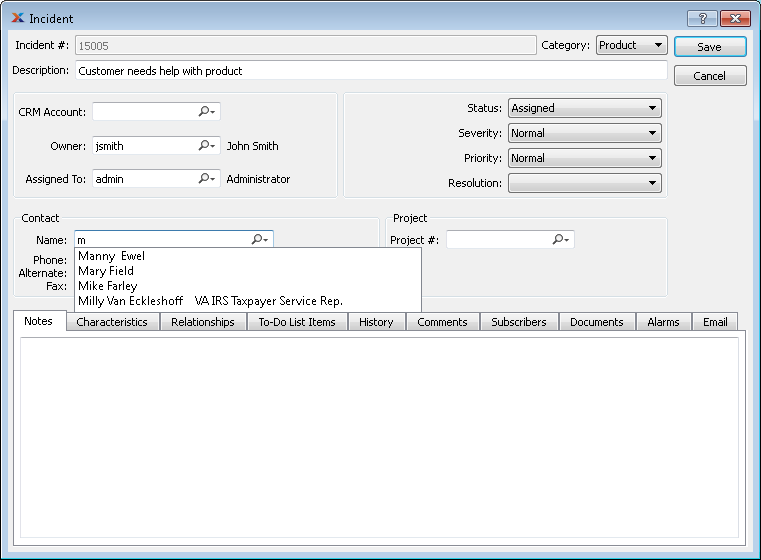 Incident
Incident #: 15005 Category: Product Save
Description: Customer needs help with product Cancel
CRM Account: Status: Assigned
Owner: jsmith John Smith Severity: Normal
Assigned To: admin Administrator Priority: Normal
Resolution:
Contact Project
Name: m Project #:
Phone: Manny Ewel
Alternate: Mary Field
Fax: Mike Farley
Milly Van Eckleshoff VA IRS Taxpayer Service Rep.
Notes Characteristics Relationships To-Do List Items History Comments Subscribers Documents Alarms Email